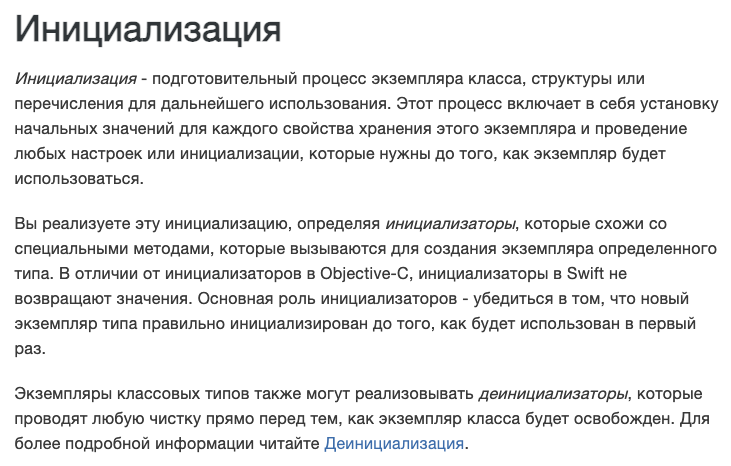 Инициализация
Инициализация - подготовительный процесс экземпляра класса, структуры или
перечисления для дальнейшего использования. Этот процесс включает в себя установку
начальных значений для каждого свойства хранения этого экземпляра и проведение
любых настроек или инициализации, которые нужны до того, как экземпляр будет
использоваться.
Вы реализуете эту инициализацию, определяя инициализаторы, которые схожи со
специальными методами, которые вызываются для создания экземпляра определенного
типа. В отличии от инициализаторов в Objective-C, инициализаторы в Swift не
возвращают значения. Основная роль инициализаторов - убедиться в том, что новый
экземпляр типа правильно инициализирован до того, как будет использован в первый
раз.
Экземпляры классовых типов также могут реализовывать деинициализаторы, которые
проводят любую чистку прямо перед тем, как экземпляр класса будет освобожден. Для
более подробной информации читайте Деинициализация.